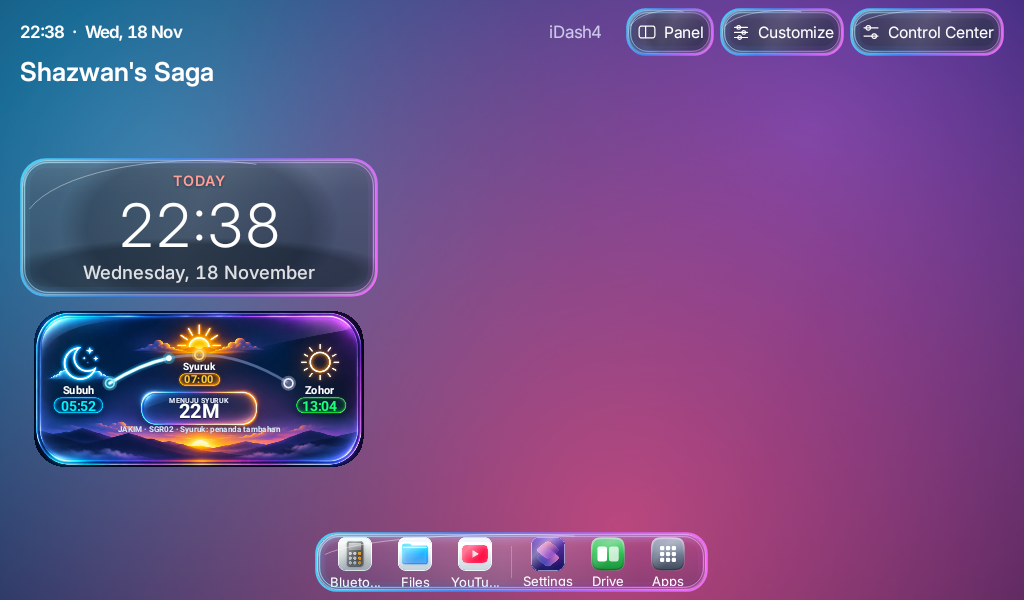 22:38 · Wed, 18 Nov
iDash4
Panel
Customize
Control Center
Shazwan's Saga
TODAY
22:38
Wednesday, 18 November
Syuruk
07:00
Subuh
05:52
Zohor
13:04
MENUJU SYURUK
22M
JAKIM · SGR02 · Syuruk: penanda tambahan
Blueto...
Files
YouTu...
Settings
Drive
Apps